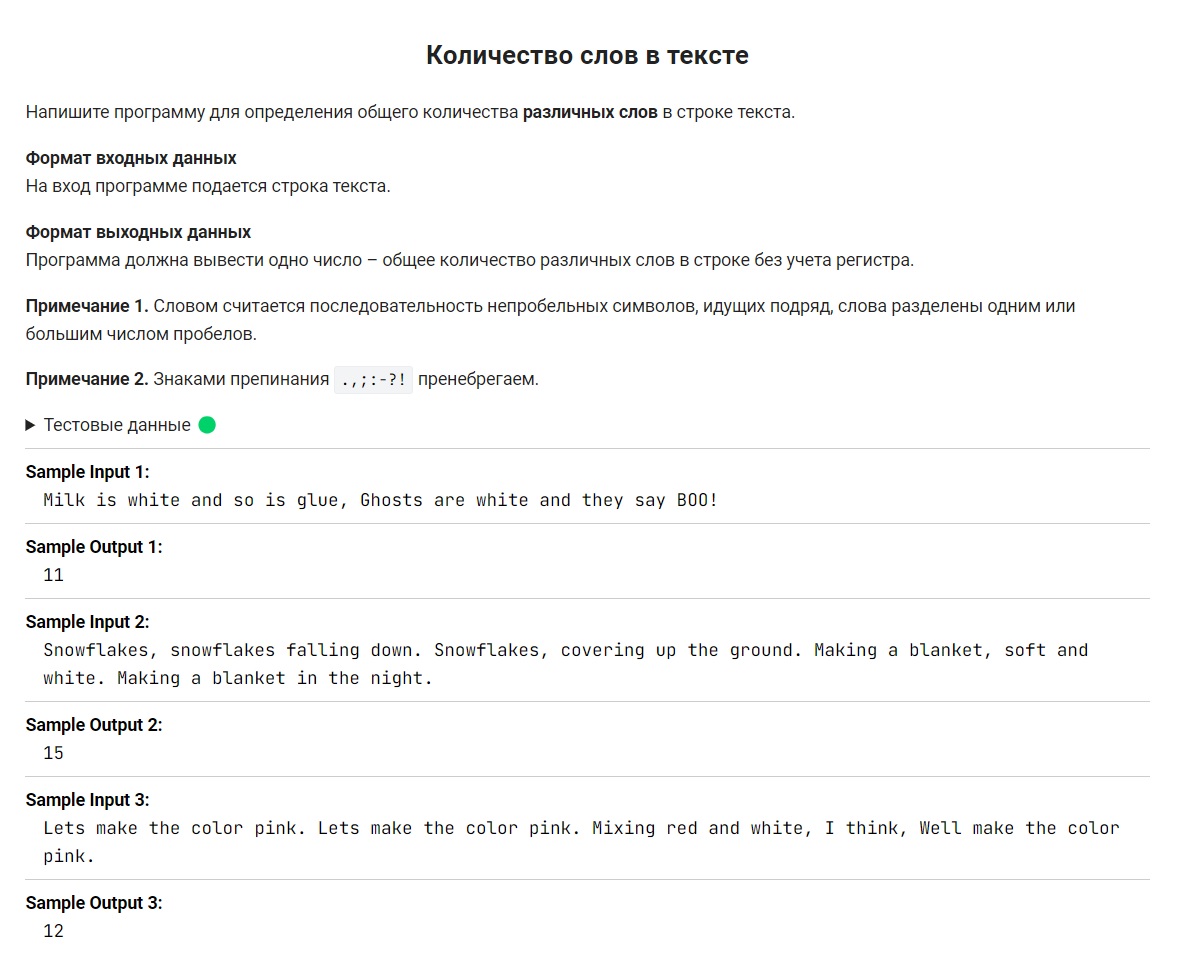 Количество слов в тексте
Напишите программу для определения общего количества различных слов в строке текста.
Формат входных данных
На вход программе подается строка текста.
Формат выходных данных
Программа должна вывести одно число – общее количество различных слов в строке без учета регистра.
Примечание 1. Словом считается последовательность непробельных символов, идущих подряд, слова разделены одним или
большим числом пробелов.
Примечание 2. Знаками препинания .,;:-?! пренебрегаем.
Тестовые данные
Sample Input 1:
Milk is white and so is glue, Ghosts are white and they say BOO!
Sample Output 1:
11
Sample Input 2:
Snowflakes, snowflakes falling down. Snowflakes, covering up the ground. Making a blanket, soft and
white. Making a blanket in the night.
Sample Output 2:
15
Sample Input 3:
Lets make the color pink. Lets make the color pink. Mixing red and white, I think, Well make the color
pink.
Sample Output 3:
12